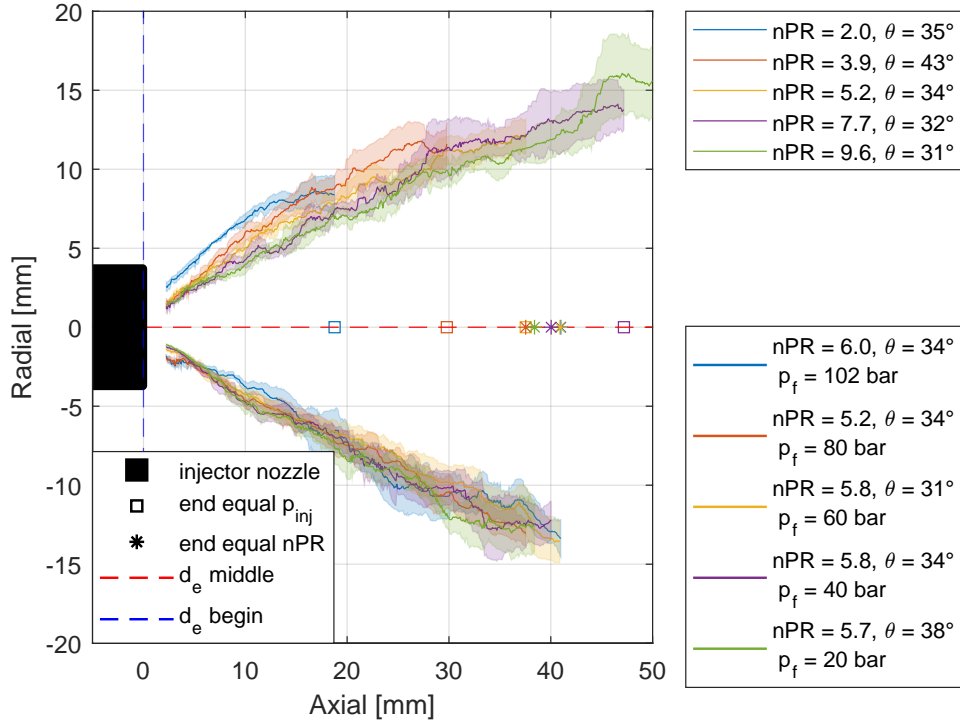 20
15
10
5
0
-5
-10
-15
-20
Radial [mm]
0
10
20
30
40
50
Axial [mm]
injector nozzle
end equal p_inj
end equal nPR
d_e middle
d_e begin
nPR = 2.0, θ = 35°
nPR = 3.9, θ = 43°
nPR = 5.2, θ = 34°
nPR = 7.7, θ = 32°
nPR = 9.6, θ = 31°
nPR = 6.0, θ = 34°
p_f = 102 bar
nPR = 5.2, θ = 34°
p_f = 80 bar
nPR = 5.8, θ = 31°
p_f = 60 bar
nPR = 5.8, θ = 34°
p_f = 40 bar
nPR = 5.7, θ = 38°
p_f = 20 bar